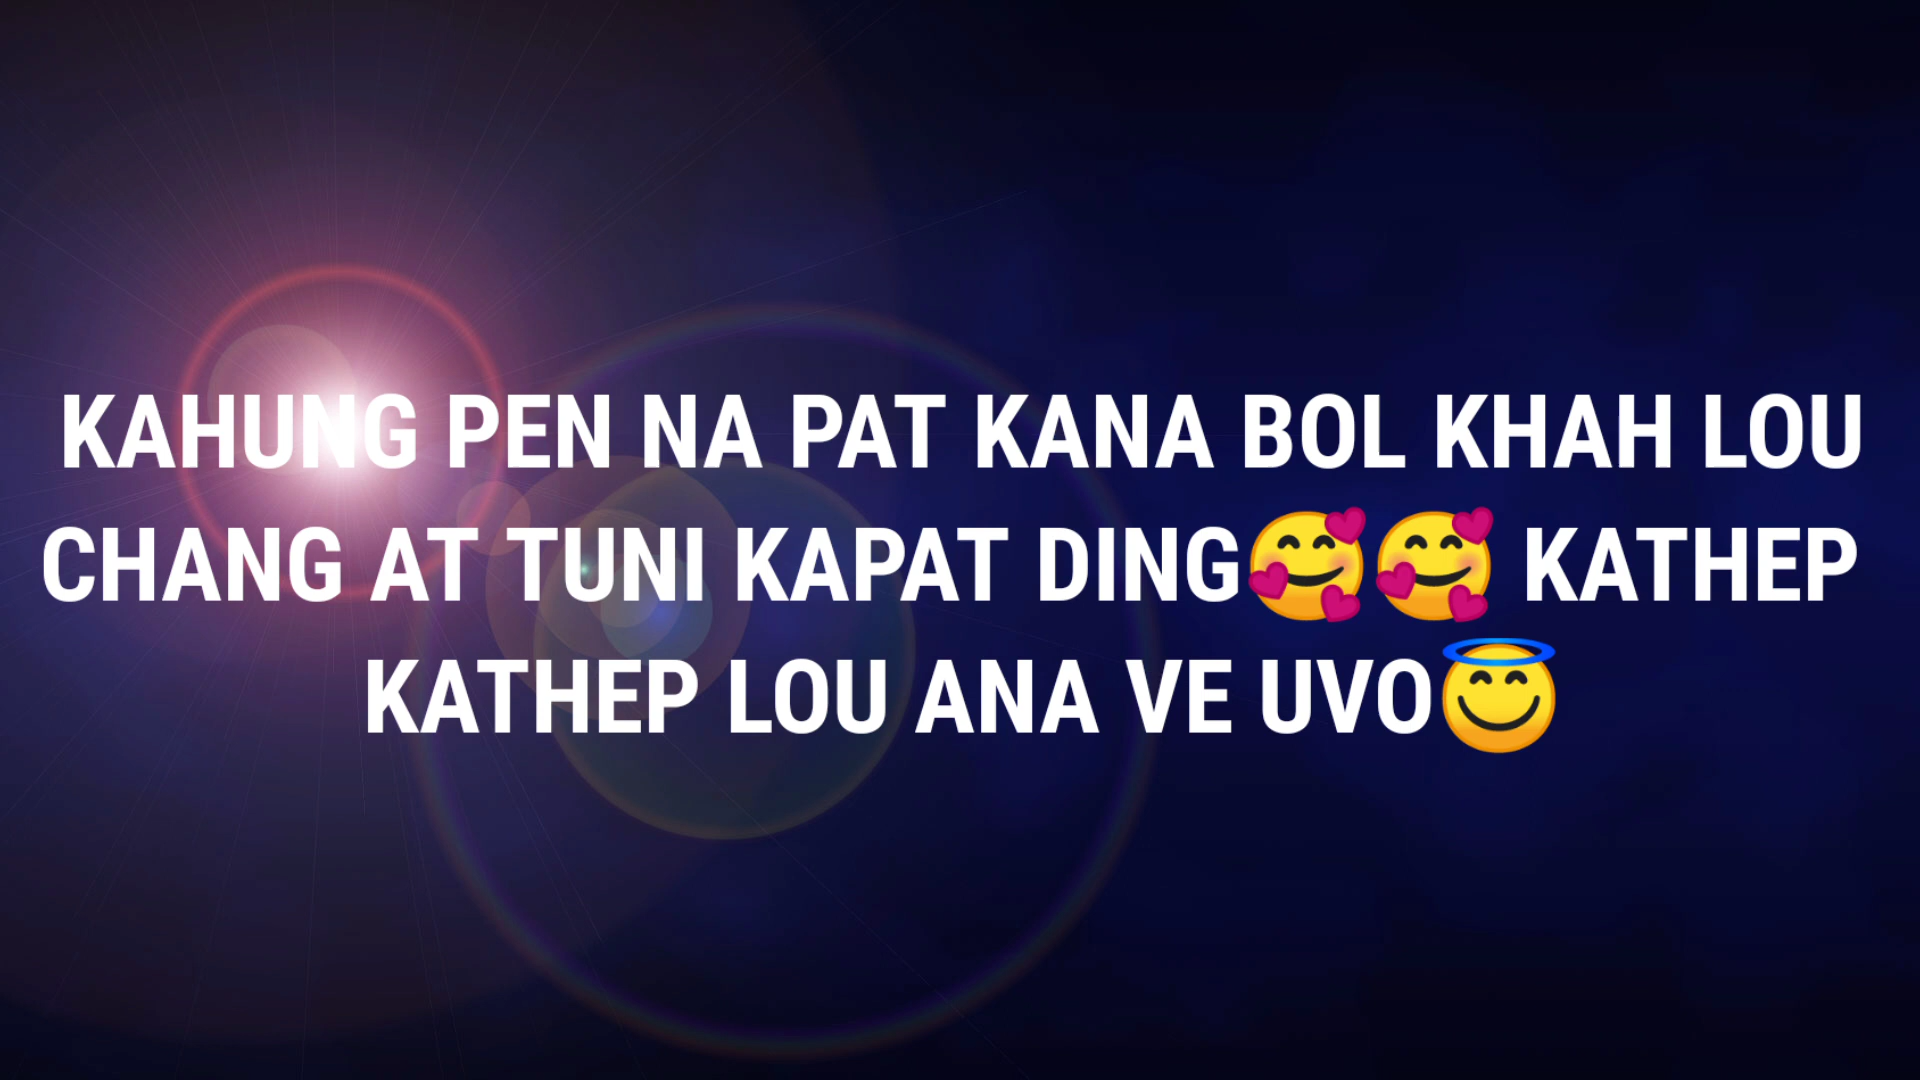 KAHUNG PEN NA PAT KANA BOL KHAH LOU
CHANG AT TUNI KAPAT DING🥰🥰 KATHEP
KATHEP LOU ANA VE UVO😇